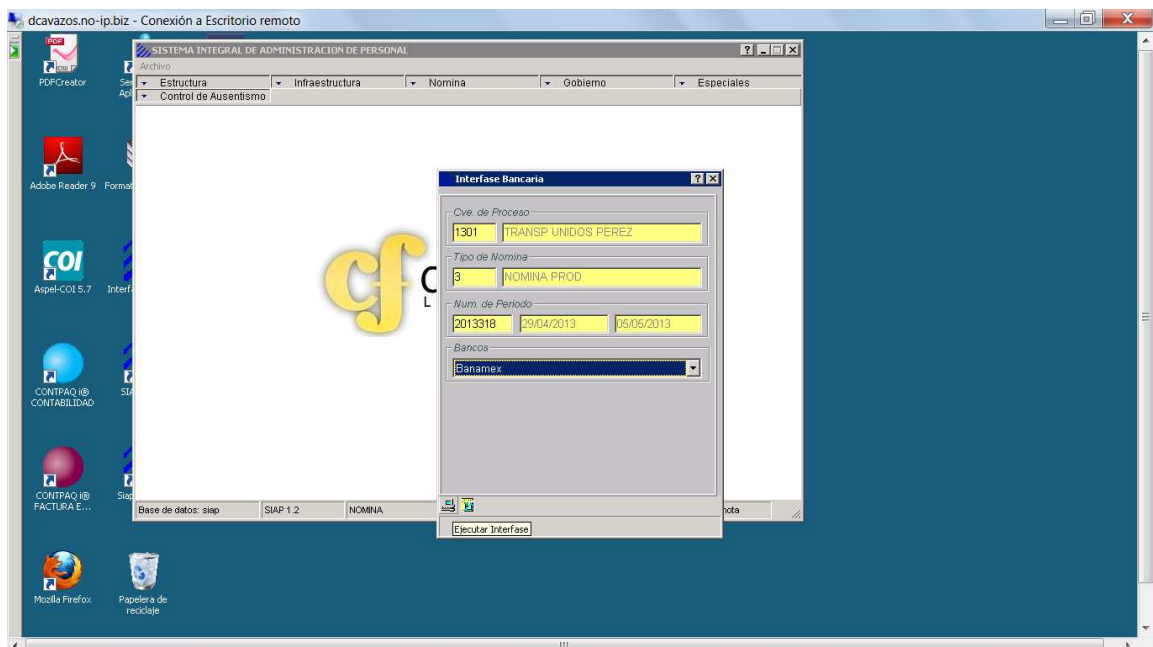 dcavazos.no-ip.biz - Conexión a Escritorio remoto
SISTEMA INTEGRAL DE ADMINISTRACION DE PERSONAL
Archivo
Estructura Infraestructura Nomina Gobierno Especiales
Control de Ausentismo
PDF
PDFCreator
Adobe Reader 9
COI
Aspel-COI 5.7
CONTPAQ i®
CONTABILIDAD
CONTPAQ i®
FACTURA E...
Mozilla Firefox
Papelera de
reciclaje
cf
Interfase Bancaria
Cve. de Proceso
1301 TRANSP UNIDOS PEREZ
Tipo de Nomina
3 NOMINA PROD
Num. de Periodo
2013318 29/04/2013 05/05/2013
Bancos
Banamex
Ejecutar Interfase
Base de datos: siap SIAP 1.2 NOMINA